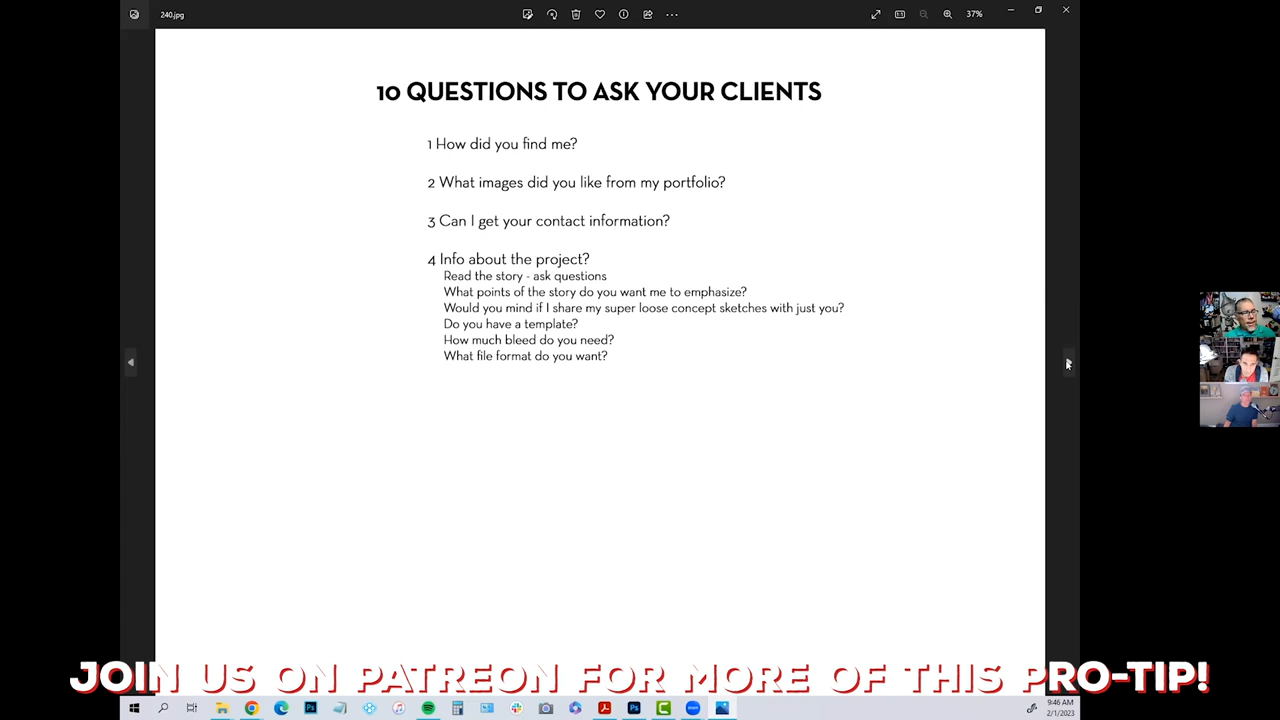 240.jpg
37%
10 QUESTIONS TO ASK YOUR CLIENTS
1 How did you find me?
2 What images did you like from my portfolio?
3 Can I get your contact information?
4 Info about the project?
Read the story - ask questions
What points of the story do you want me to emphasize?
Would you mind if I share my super loose concept sketches with just you?
Do you have a template?
How much bleed do you need?
What file format do you want?
JOIN US ON PATREON FOR MORE OF THIS PRO-TIP!
9:46 AM
2/1/2023